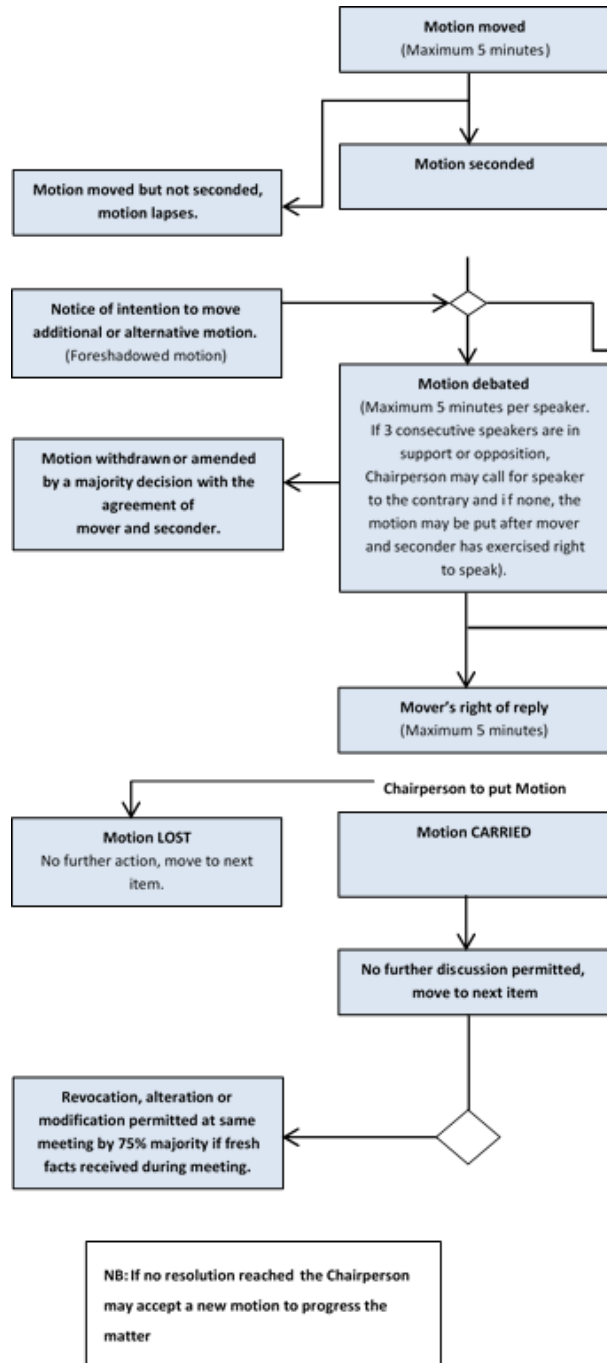 Motion moved
(Maximum 5 minutes)
Motion seconded
Motion moved but not seconded,
motion lapses.
Notice of intention to move
additional or alternative motion.
(Foreshadowed motion)
Motion debated
(Maximum 5 minutes per speaker.
If 3 consecutive speakers are in
support or opposition,
Chairperson may call for speaker
to the contrary and if none, the
motion may be put after mover
and seconder has exercised right
to speak).
Motion withdrawn or amended
by a majority decision with the
agreement of
mover and seconder.
Mover's right of reply
(Maximum 5 minutes)
Chairperson to put Motion
Motion LOST
No further action, move to next
item.
Motion CARRIED
No further discussion permitted,
move to next item
Revocation, alteration or
modification permitted at same
meeting by 75% majority if fresh
facts received during meeting.
NB: If no resolution reached the Chairperson
may accept a new motion to progress the
matter